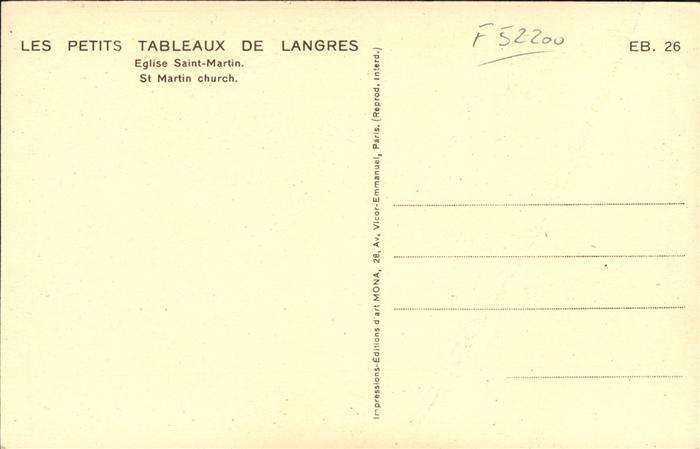 LES PETITS TABLEAUX DE LANGRES
Eglise Saint-Martin.
St Martin church.
Impressions-Editions d'art MONA, 28, Av. Vicor-Emmanuel, Paris. (Reprod. Interd.)
F 52200
EB. 26